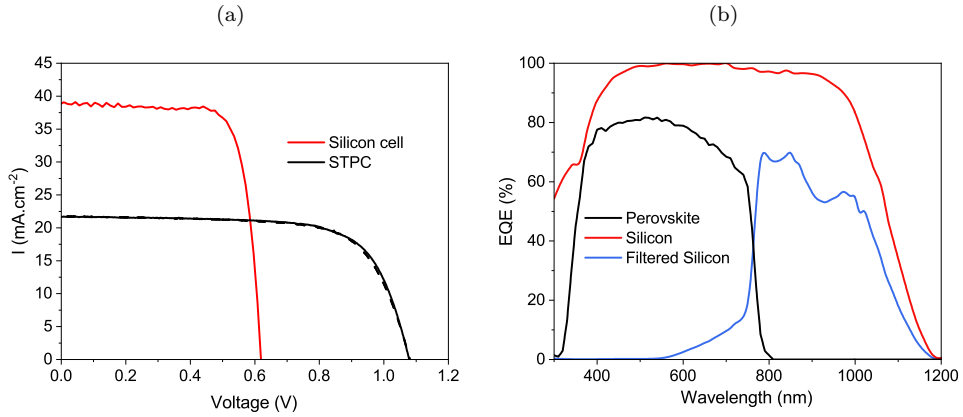 (a)
I (mA.cm-2)
45
40
35
30
25
20
15
10
5
0
0.0 0.2 0.4 0.6 0.8 1.0 1.2
Voltage (V)
Silicon cell
STPC
(b)
EQE (%)
100
80
60
40
20
0
400 600 800 1000 1200
Wavelength (nm)
Perovskite
Silicon
Filtered Silicon